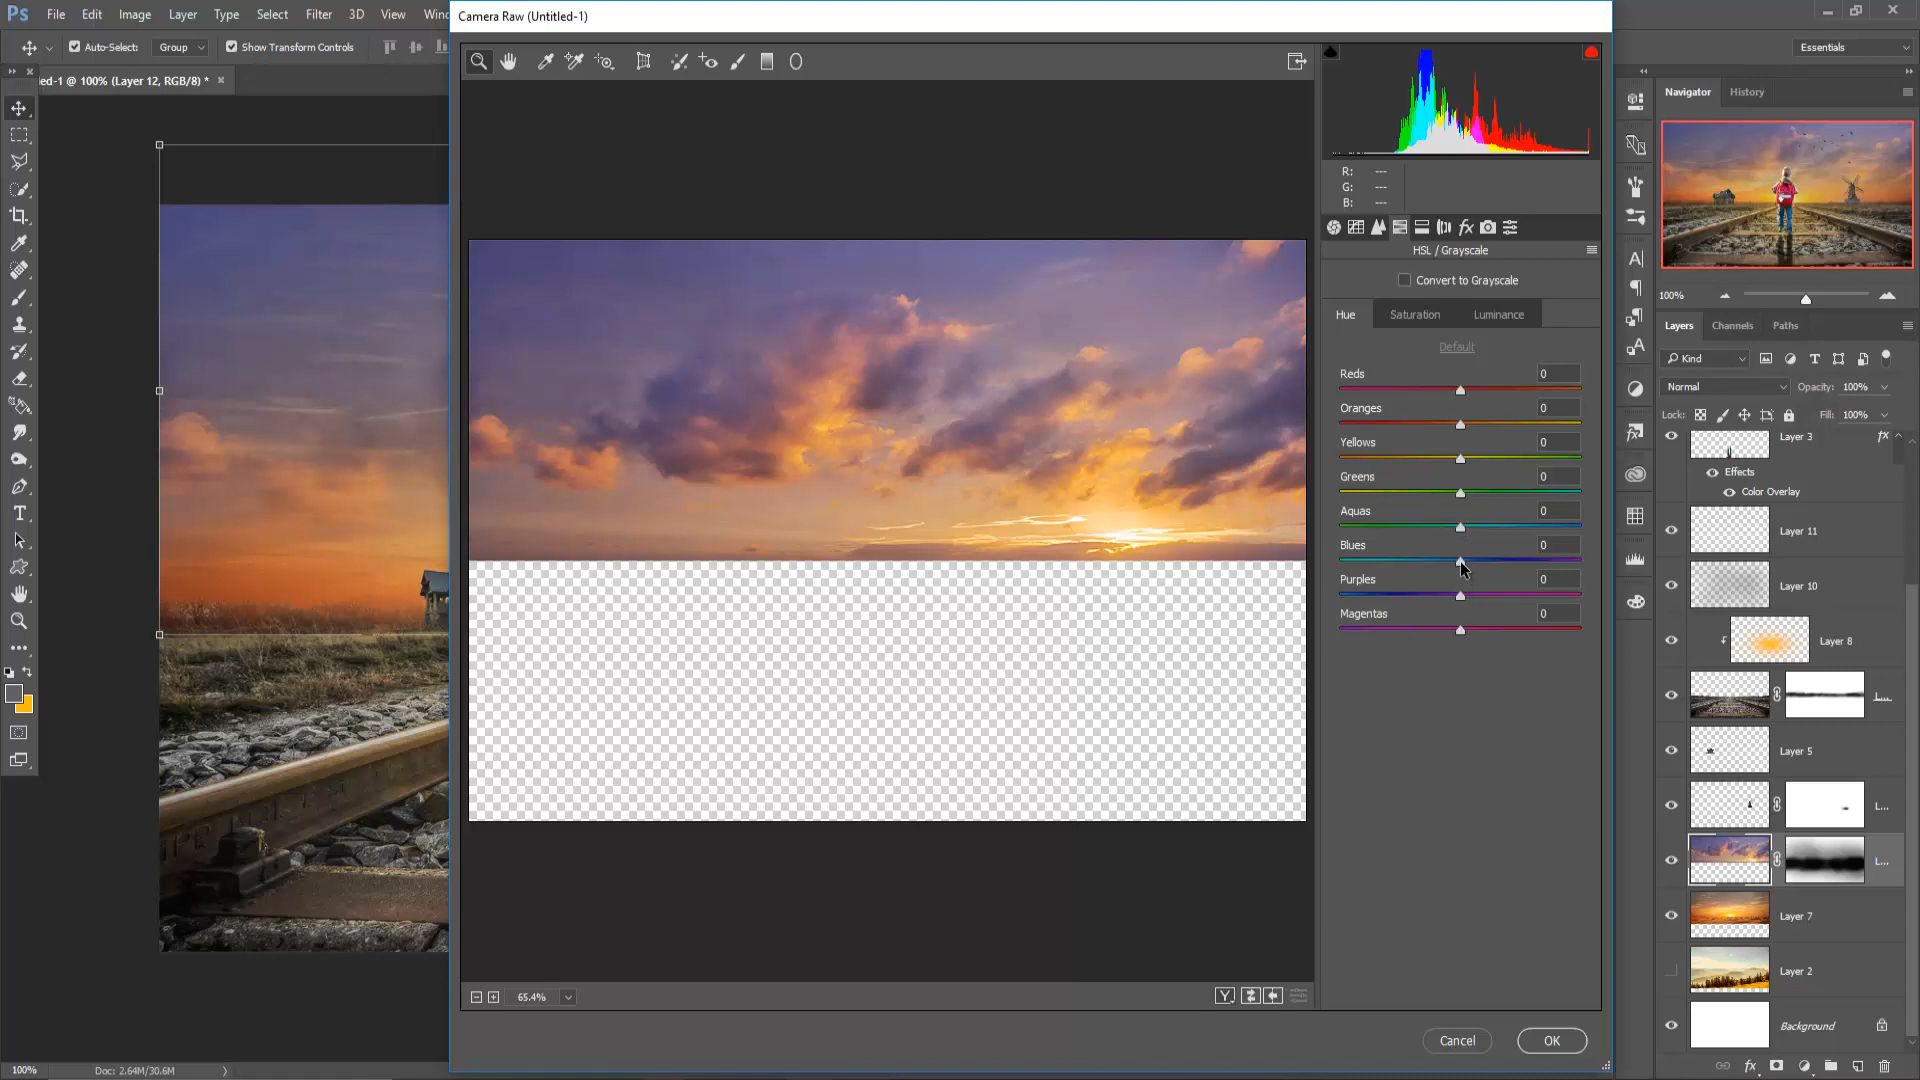 Ps File Edit Image Layer Type Select Filter 3D View Wind
Camera Raw (Untitled-1)
Auto-Select: Group Show Transform Controls
Essentials
ed-1 @ 100% (Layer 12, RGB/8) * ×
Navigator History
R: ---
G: ---
B: ---
HSL / Grayscale
Convert to Grayscale
100%
Hue Saturation Luminance
Layers Channels Paths
Default
Kind
Reds 0
Normal Opacity: 100%
Oranges 0
Lock: Fill: 100%
Yellows 0
Layer 3 fx
Greens 0
Effects
Color Overlay
Aquas 0
Layer 11
Blues 0
Purples 0
Layer 10
Magentas 0
Layer 8
L...
Layer 5
L...
L...
Layer 7
Layer 2
65.4%
Background
Cancel OK
100% Doc: 2.64M/30.6M